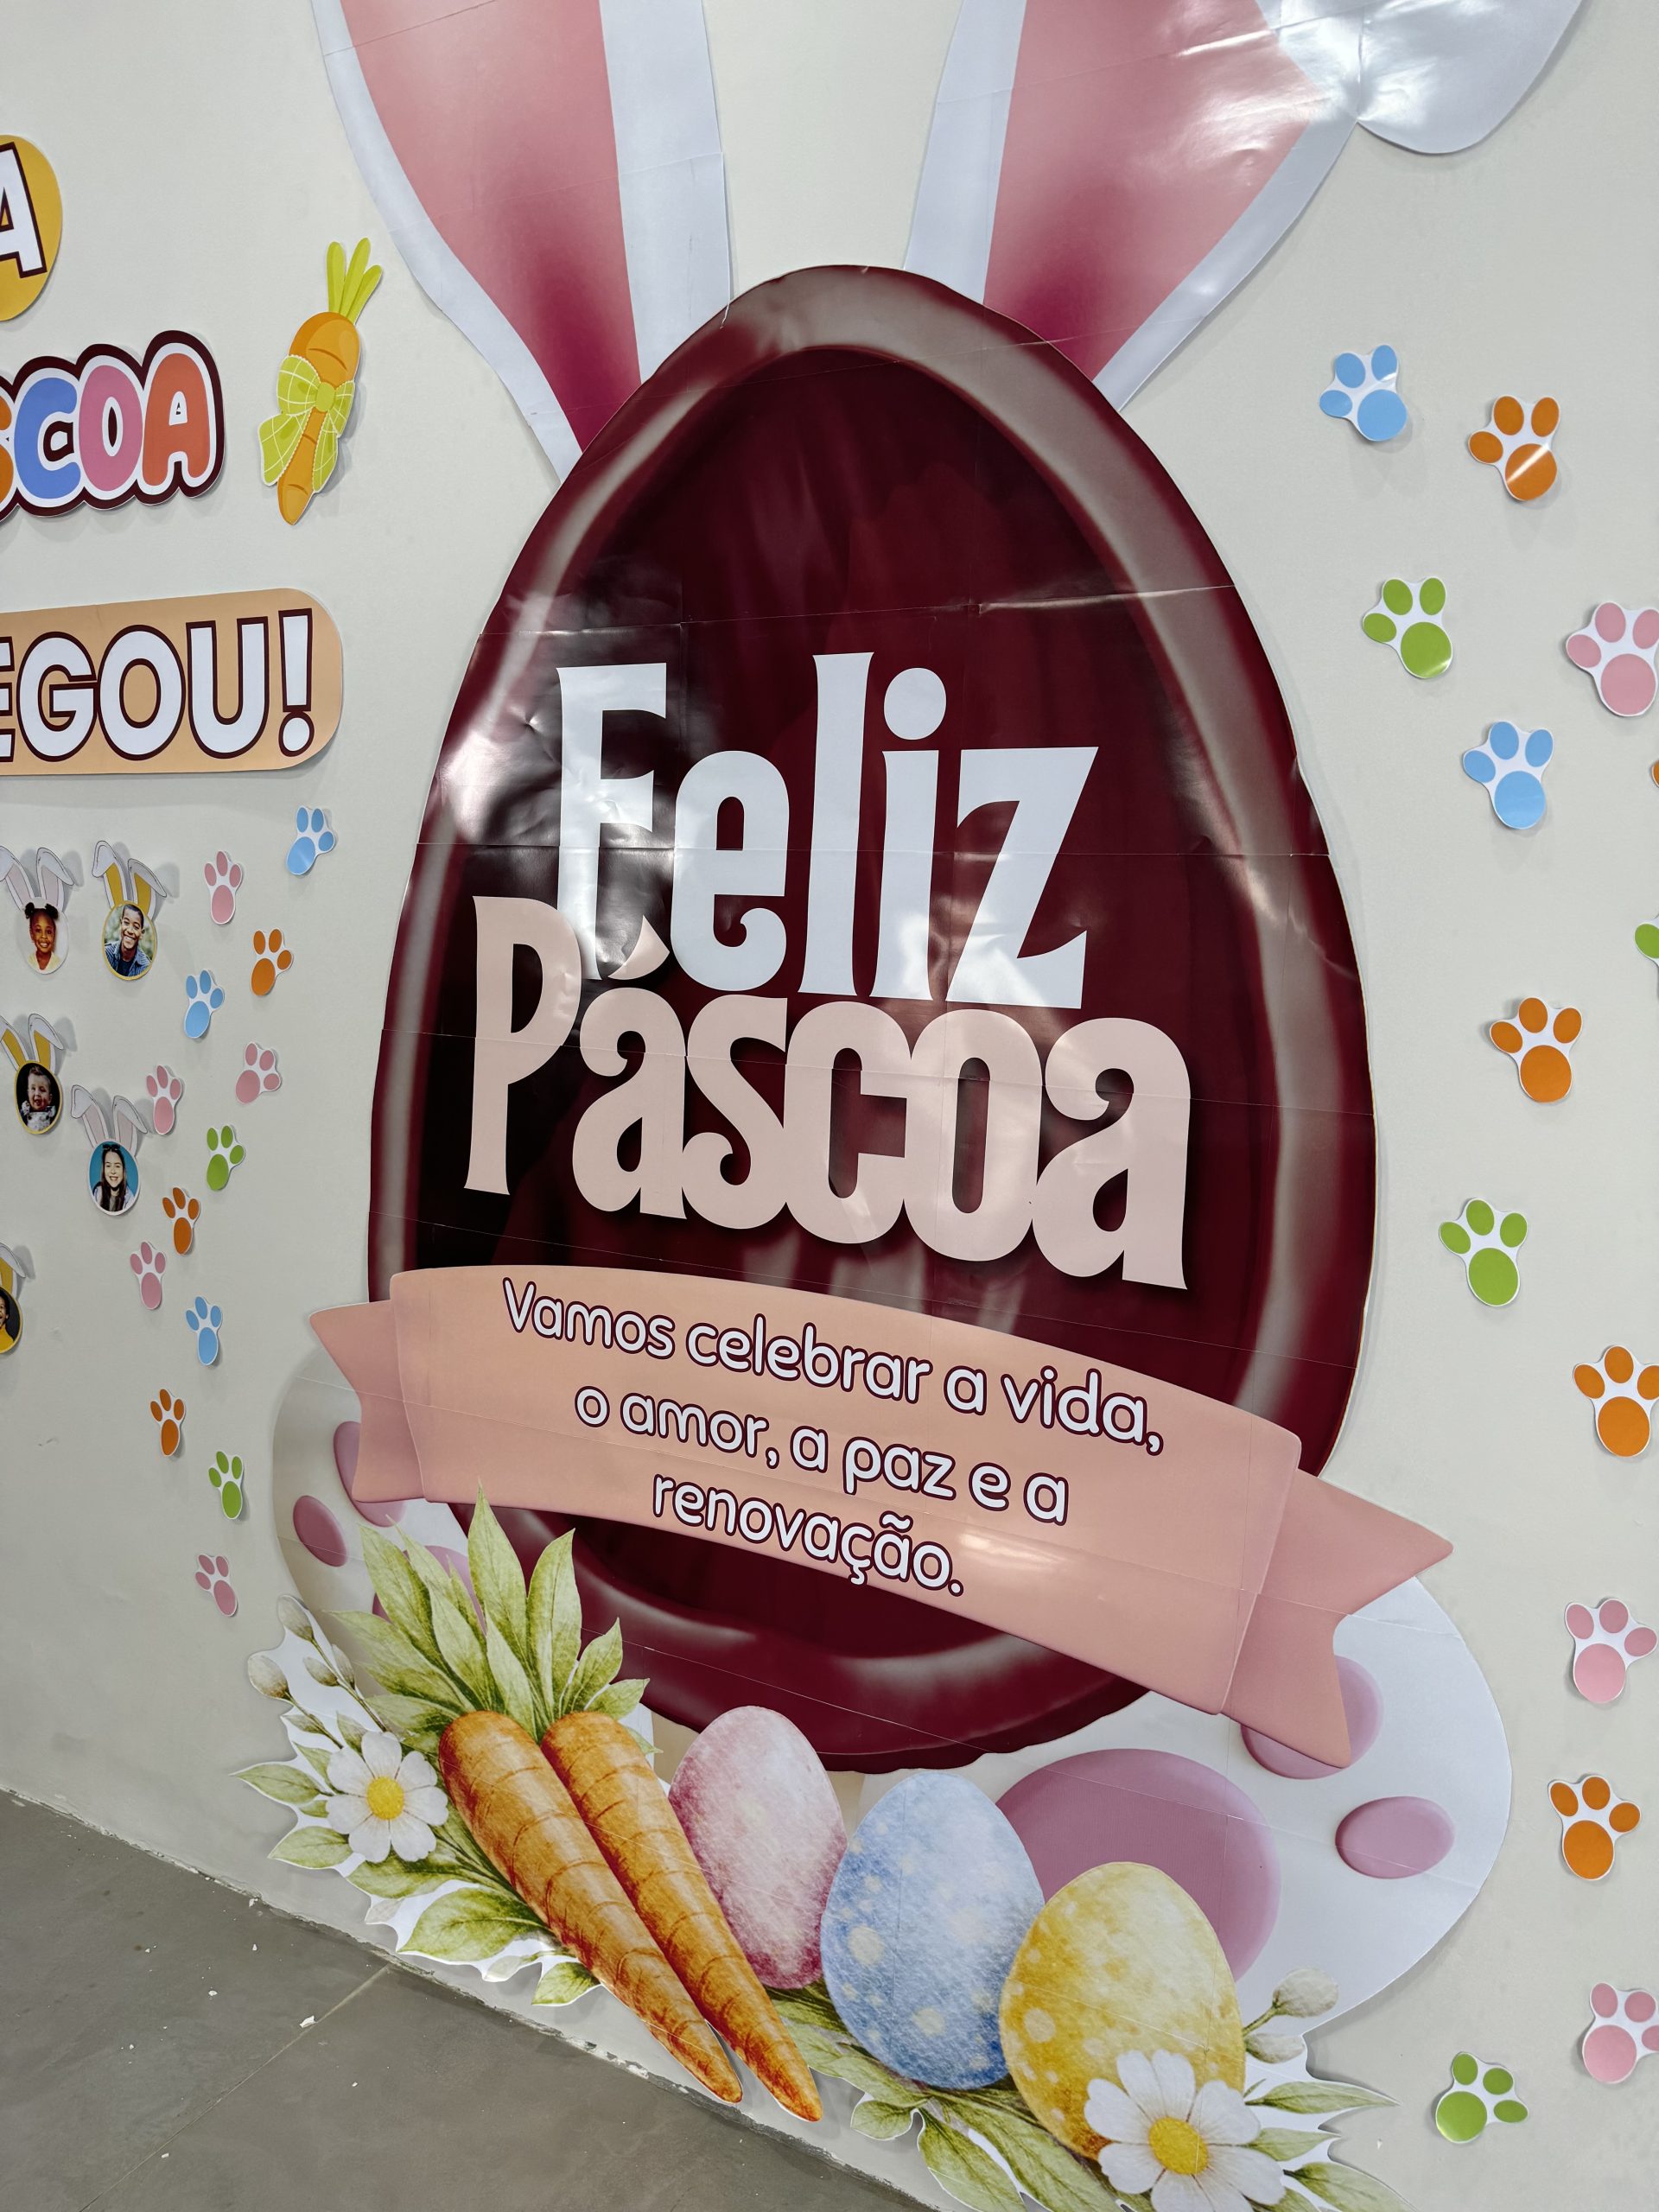 A
SCOA
EGOU!
Feliz
Páscoa
Vamos celebrar a vida,
o amor, a paz e a
renovação.